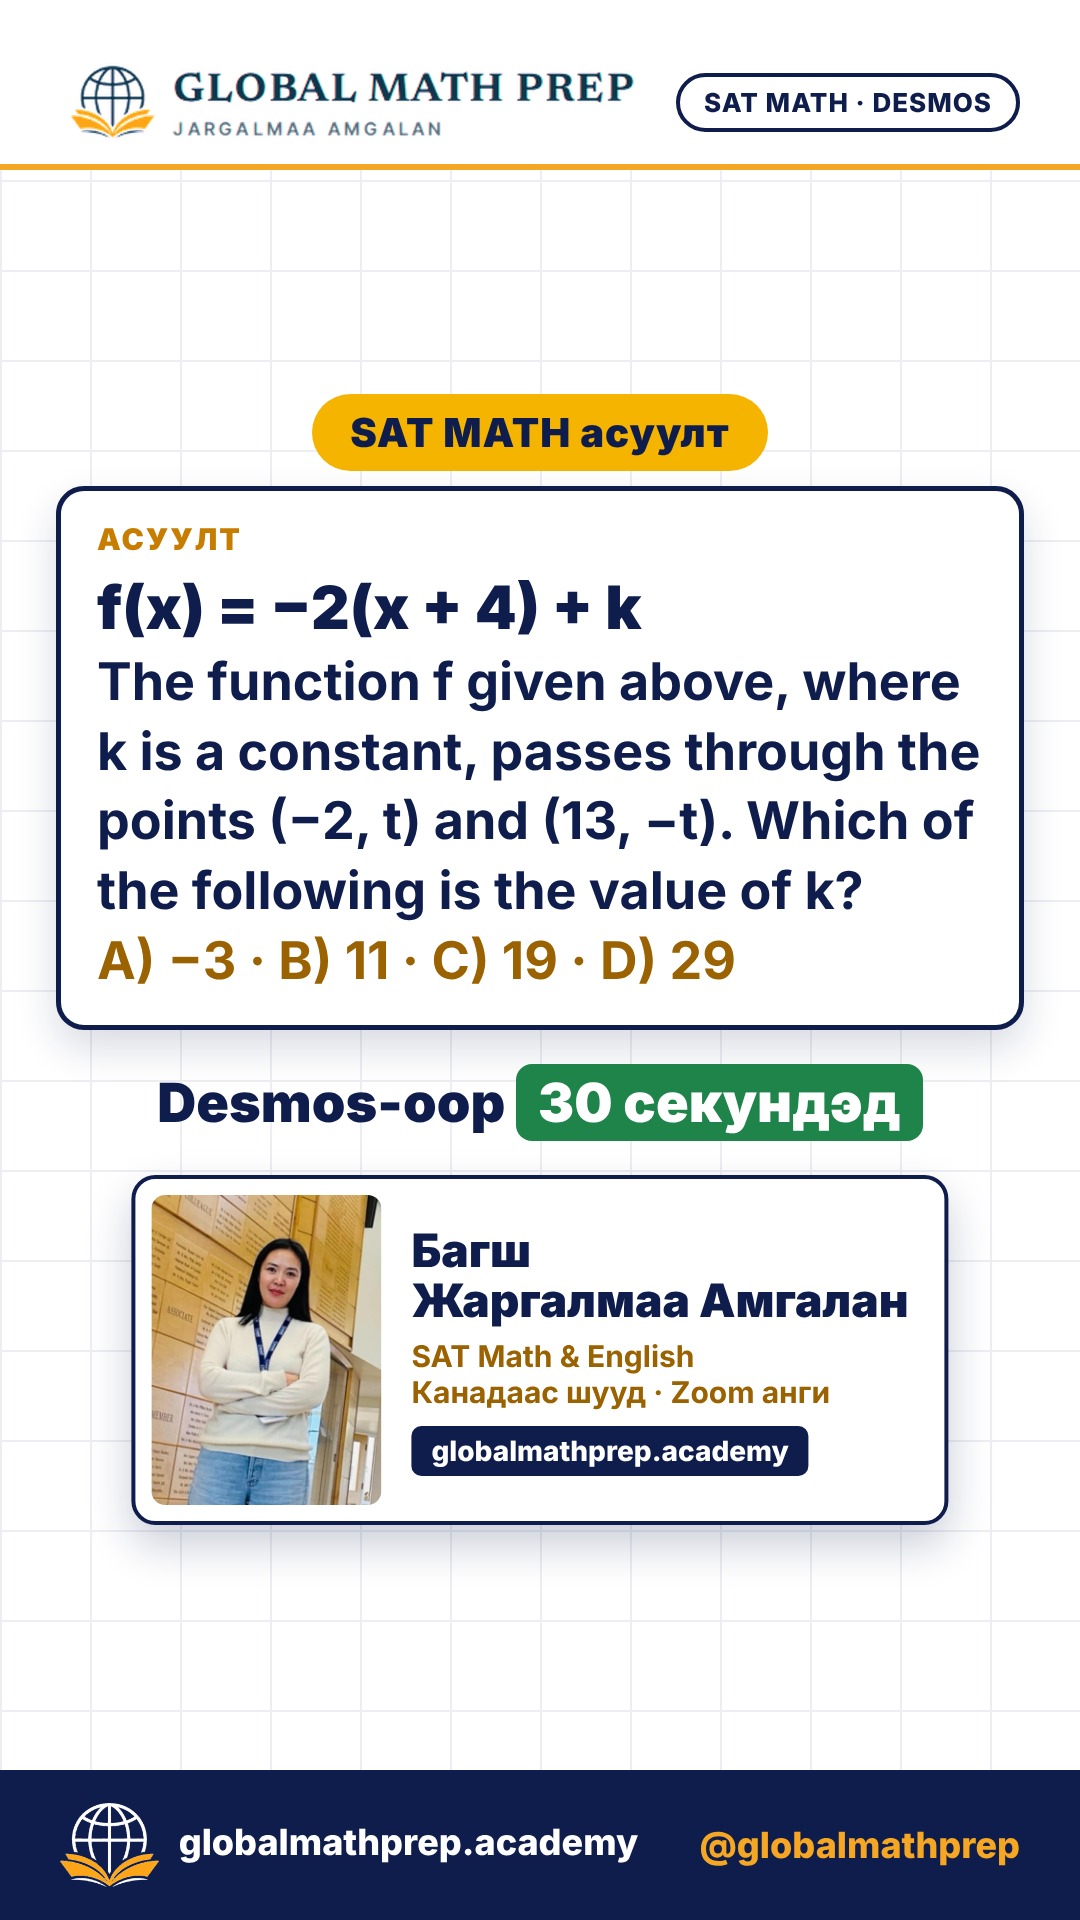 GLOBAL MATH PREP
JARGALMAA AMGALAN
SAT MATH · DESMOS
SAT MATH асуулт
АСУУЛТ
f(x) = −2(x + 4) + k
The function f given above, where
k is a constant, passes through the
points (−2, t) and (13, −t). Which of
the following is the value of k?
A) −3 · B) 11 · C) 19 · D) 29
Desmos-оор 30 секундэд
ASSOCIATE
Багш
Жаргалмаа Амгалан
SAT Math & English
Канадаас шууд · Zoom анги
globalmathprep.academy
globalmathprep.academy
@globalmathprep